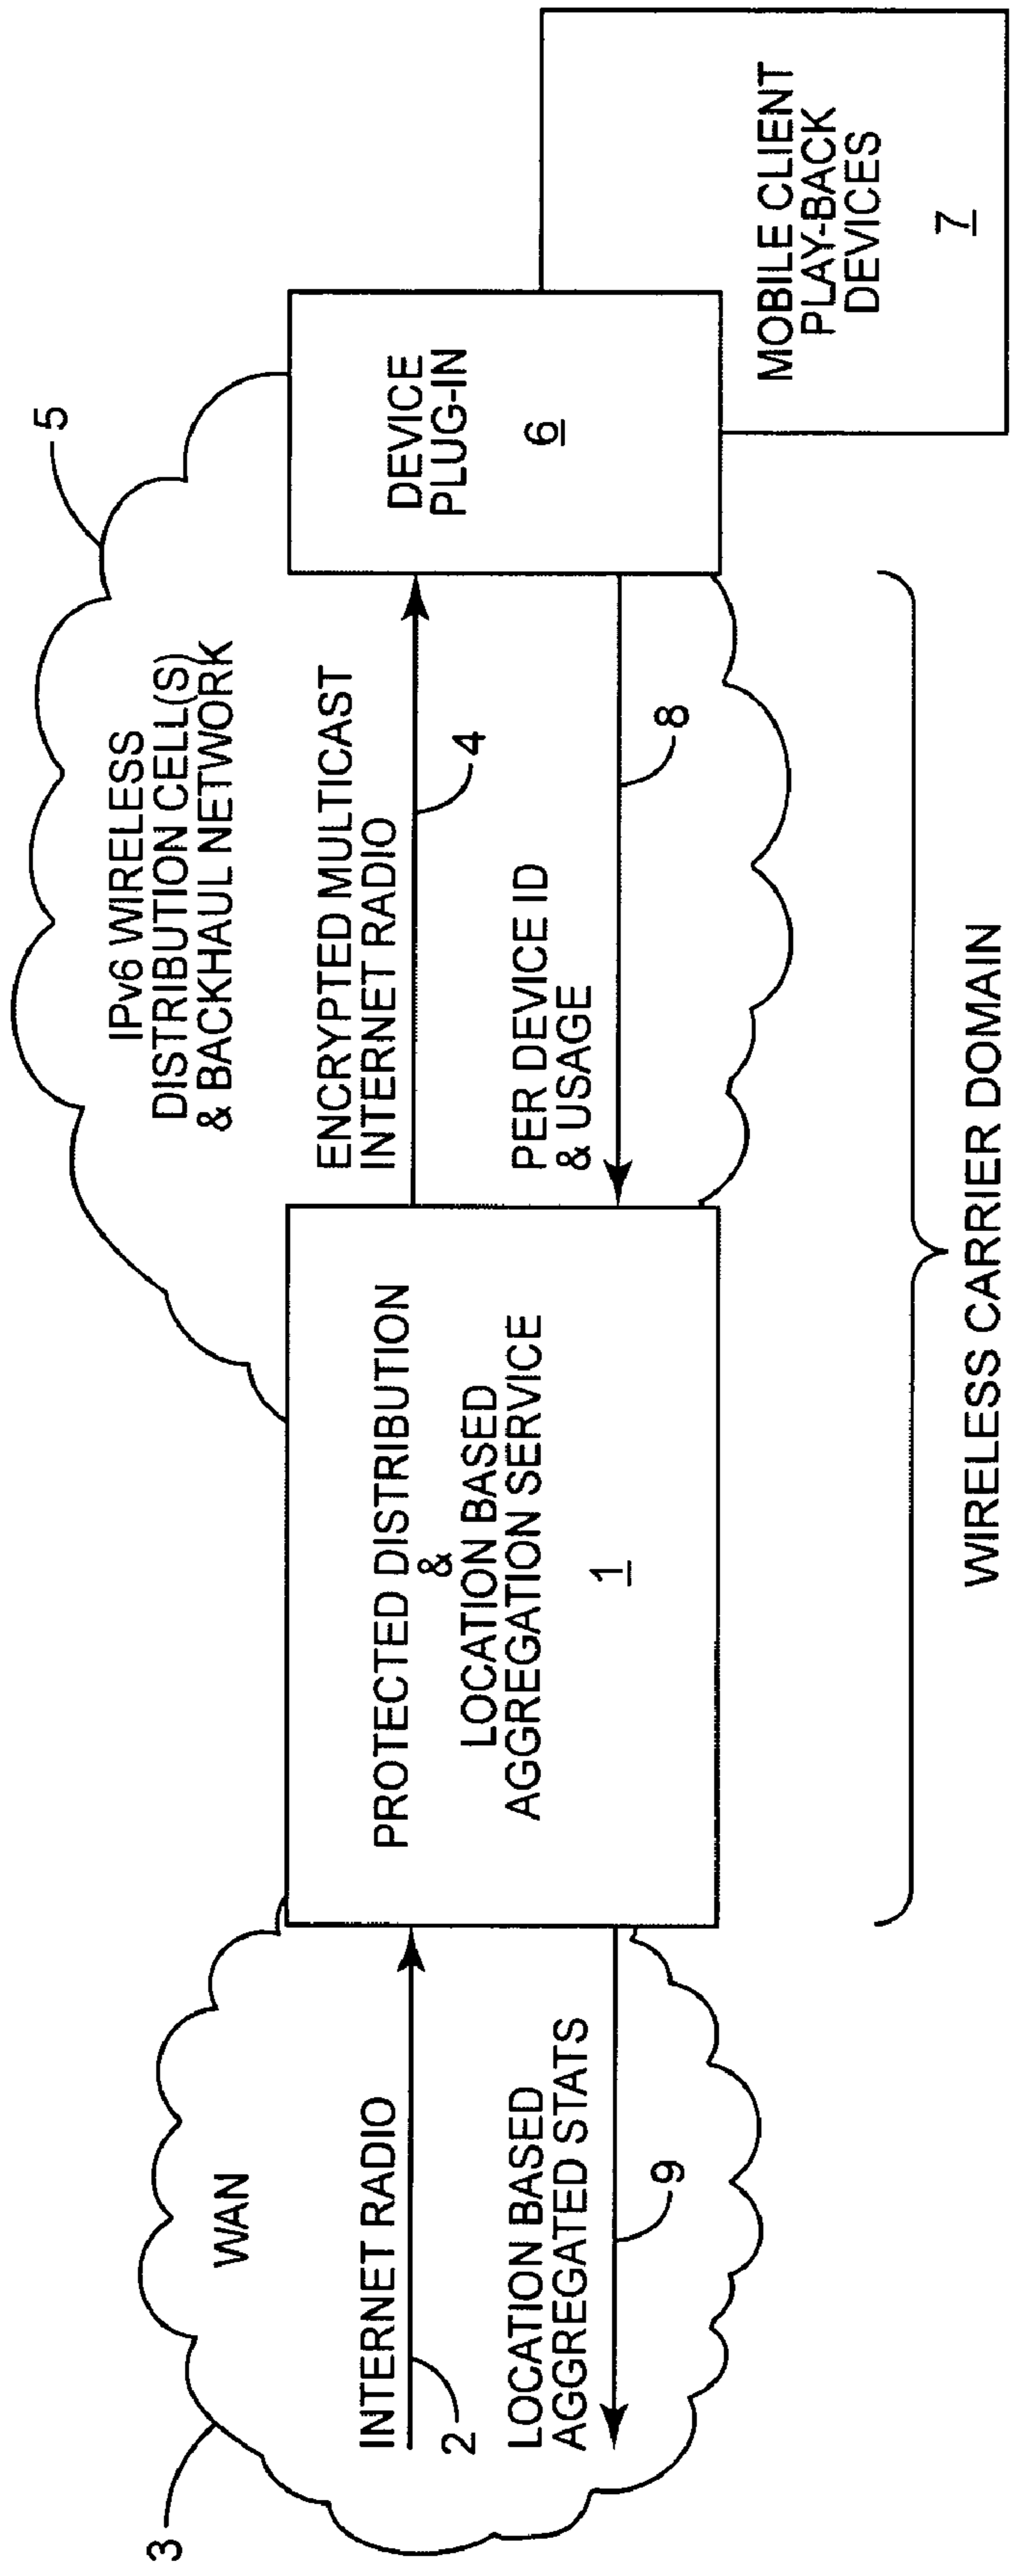 3
WAN
INTERNET RADIO
2
LOCATION BASED
AGGREGATED STATS
9
PROTECTED DISTRIBUTION
&
LOCATION BASED
AGGREGATION SERVICE
1
5
IPv6 WIRELESS
DISTRIBUTION CELL(S)
& BACKHAUL NETWORK
ENCRYPTED MULTICAST
INTERNET RADIO
4
PER DEVICE ID
& USAGE
8
DEVICE
PLUG-IN
6
MOBILE CLIENT
PLAY-BACK
DEVICES
7
WIRELESS CARRIER DOMAIN